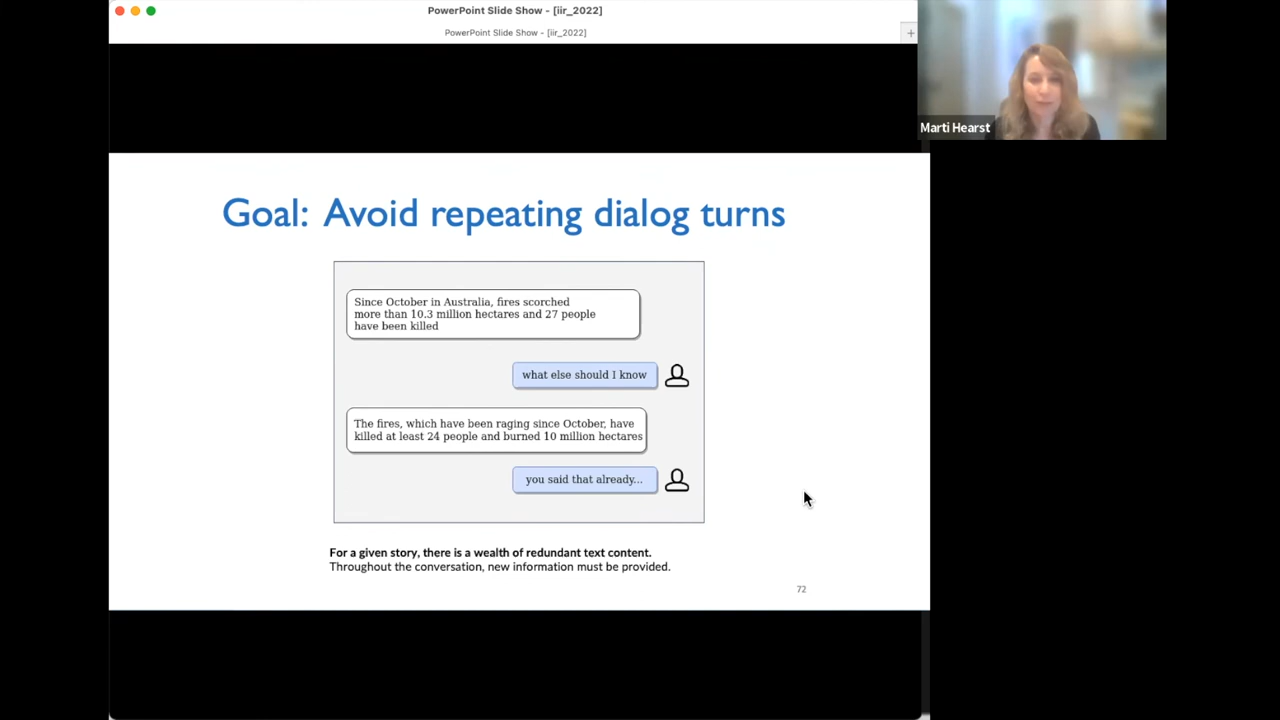 PowerPoint Slide Show - [iir_2022]
PowerPoint Slide Show - [iir_2022]
+
Marti Hearst
Goal: Avoid repeating dialog turns
Since October in Australia, fires scorched
more than 10.3 million hectares and 27 people
have been killed
what else should I know
The fires, which have been raging since October, have
killed at least 24 people and burned 10 million hectares
you said that already...
For a given story, there is a wealth of redundant text content.
Throughout the conversation, new information must be provided.
72